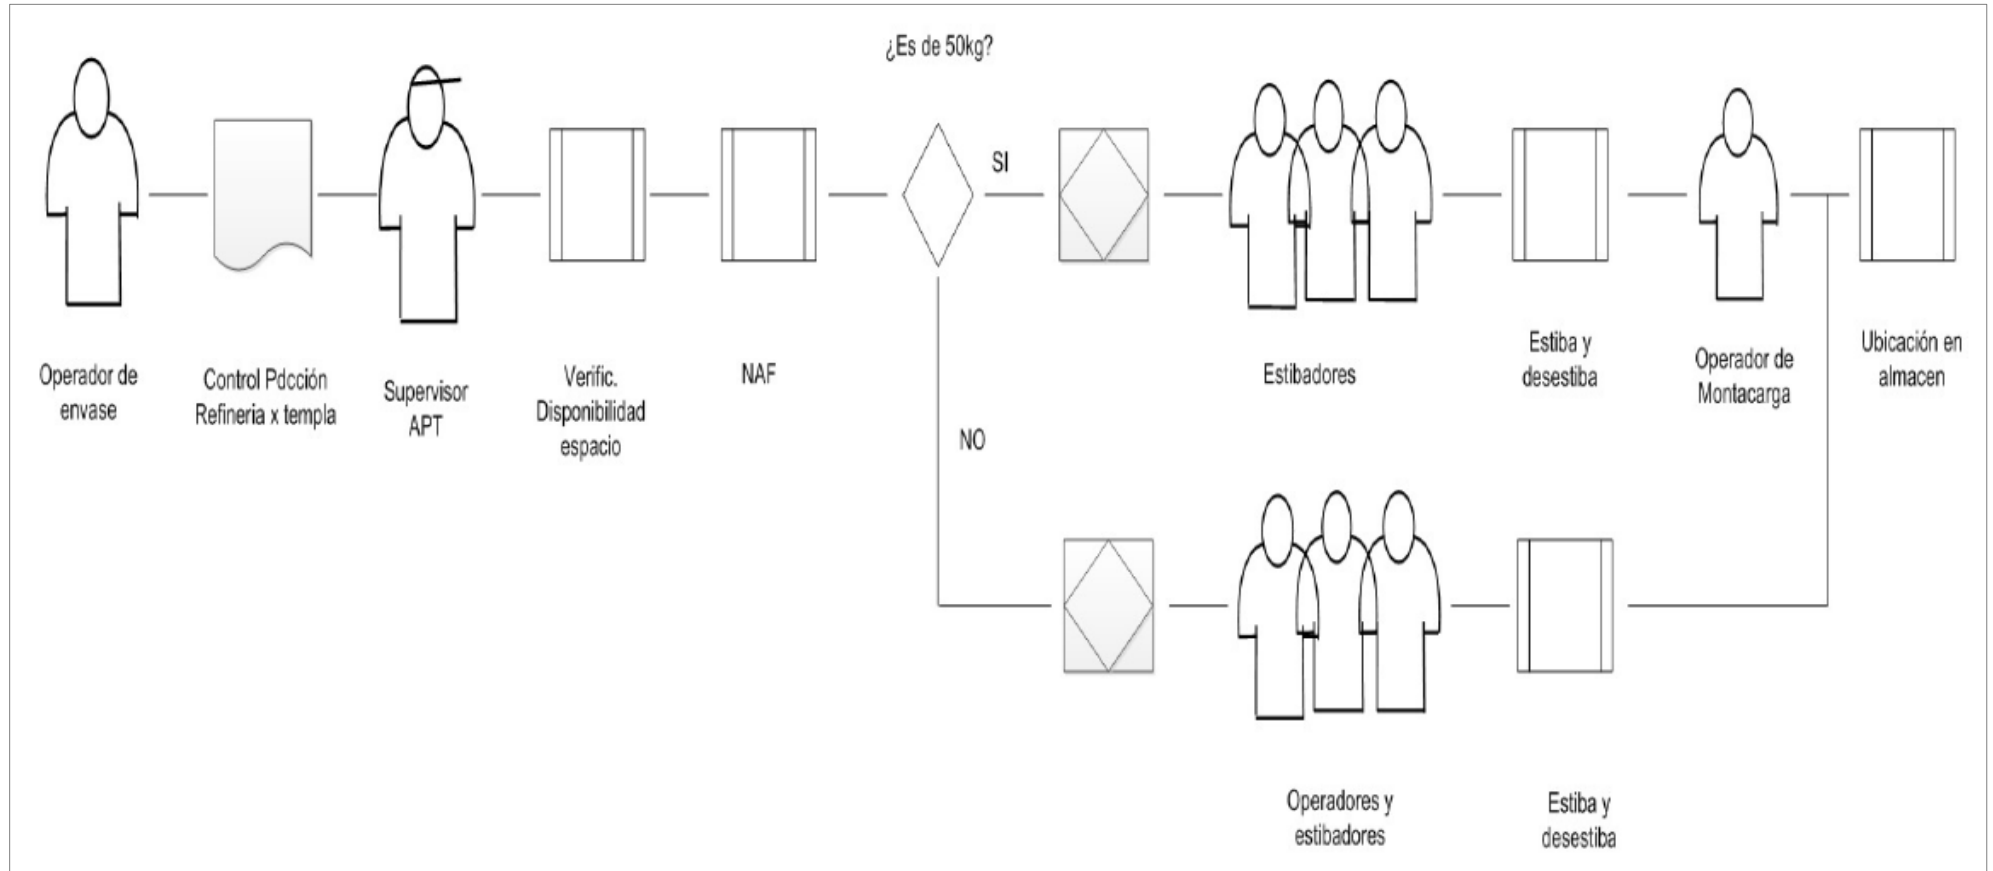 ¿Es de 50kg?
SI
Operador de
envase
Control Pdcción
Refineria x templa
Supervisor
APT
Verific.
Disponibilidad
espacio
NAF
Estibadores
Estiba y
desestiba
Operador de
Montacarga
Ubicación en
almacen
NO
Operadores y
estibadores
Estiba y
desestiba